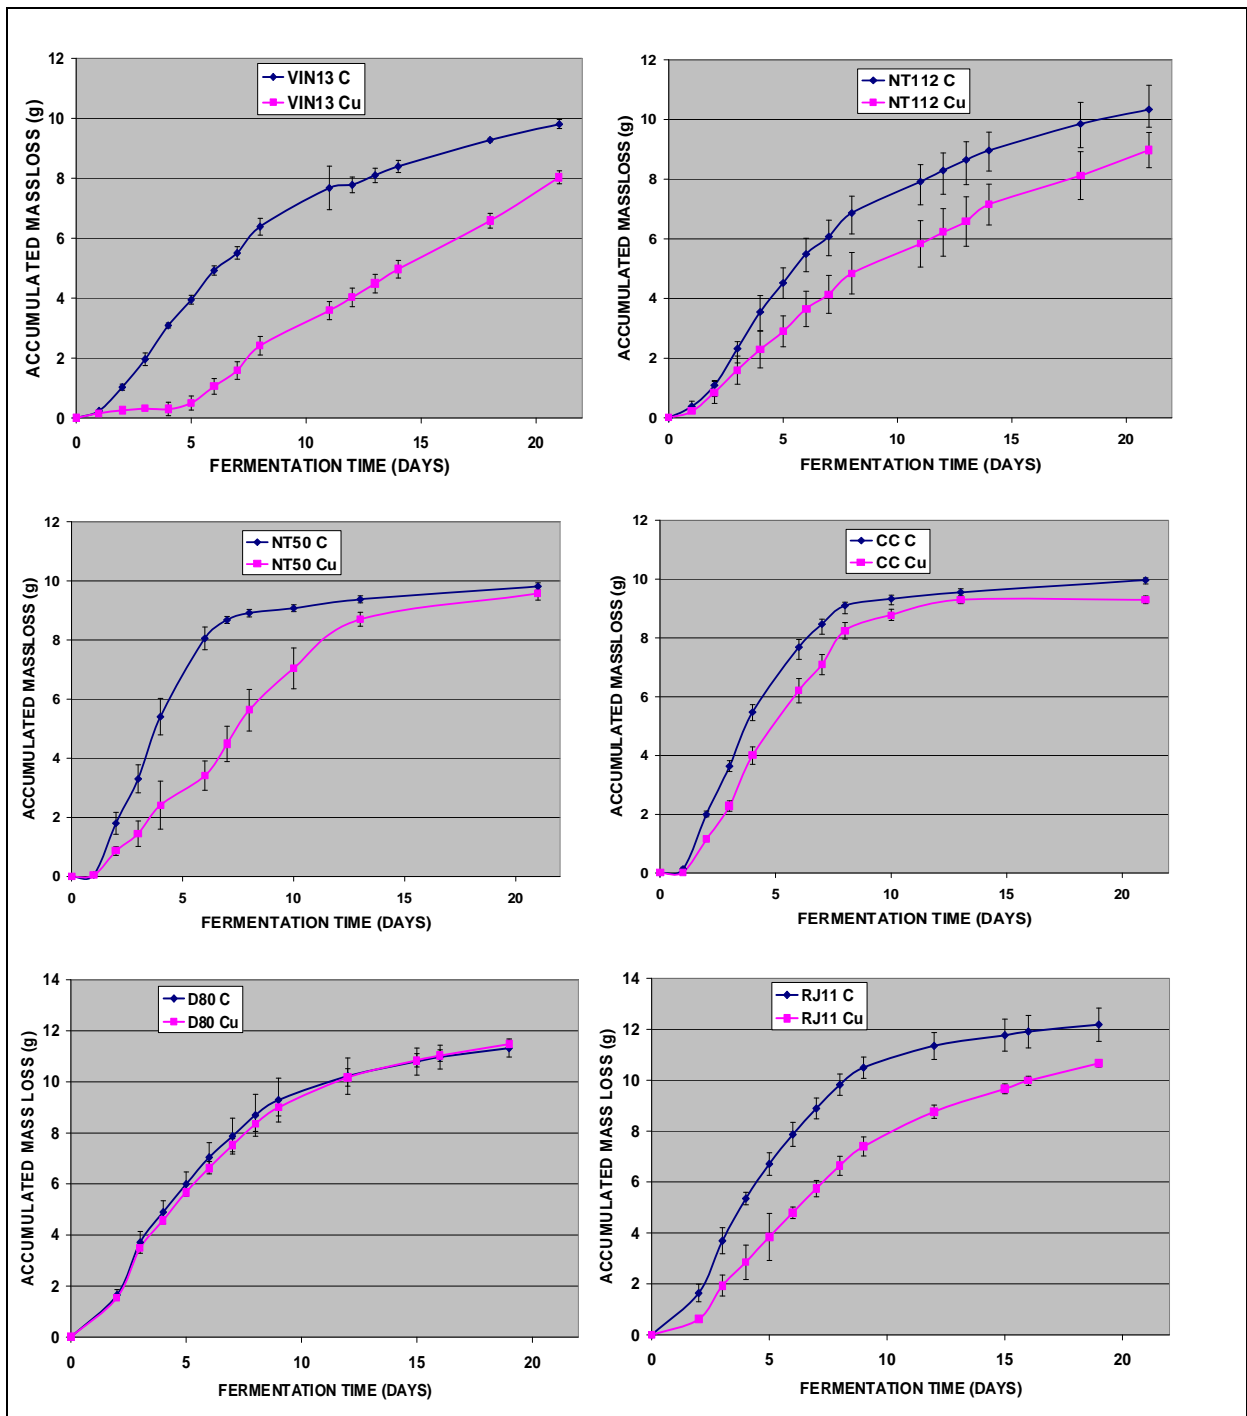 VIN13 C
VIN13 Cu
ACCUMULATED MASSLOSS (g)
12
10
8
6
4
2
0
0 5 10 15 20
FERMENTATION TIME (DAYS)
NT112 C
NT112 Cu
ACCUMULATED MASSLOSS (g)
12
10
8
6
4
2
0
0 5 10 15 20
FERMENTATION TIME (DAYS)
NT50 C
NT50 Cu
ACCUMULATED MASSLOSS (g)
12
10
8
6
4
2
0
0 5 10 15 20
FERMENTATION TIME (DAYS)
CC C
CC Cu
ACCUMULATED MASSLOSS (g)
12
10
8
6
4
2
0
0 5 10 15 20
FERMENTATION TIME (DAYS)
D80 C
D80 Cu
ACCUMULATED MASS LOSS (g)
14
12
10
8
6
4
2
0
0 5 10 15 20
FERMENTATION TIME (DAYS)
RJ11 C
RJ11 Cu
ACCUMULATED MASS LOSS (g)
14
12
10
8
6
4
2
0
0 5 10 15 20
FERMENTATION TIME (DAYS)